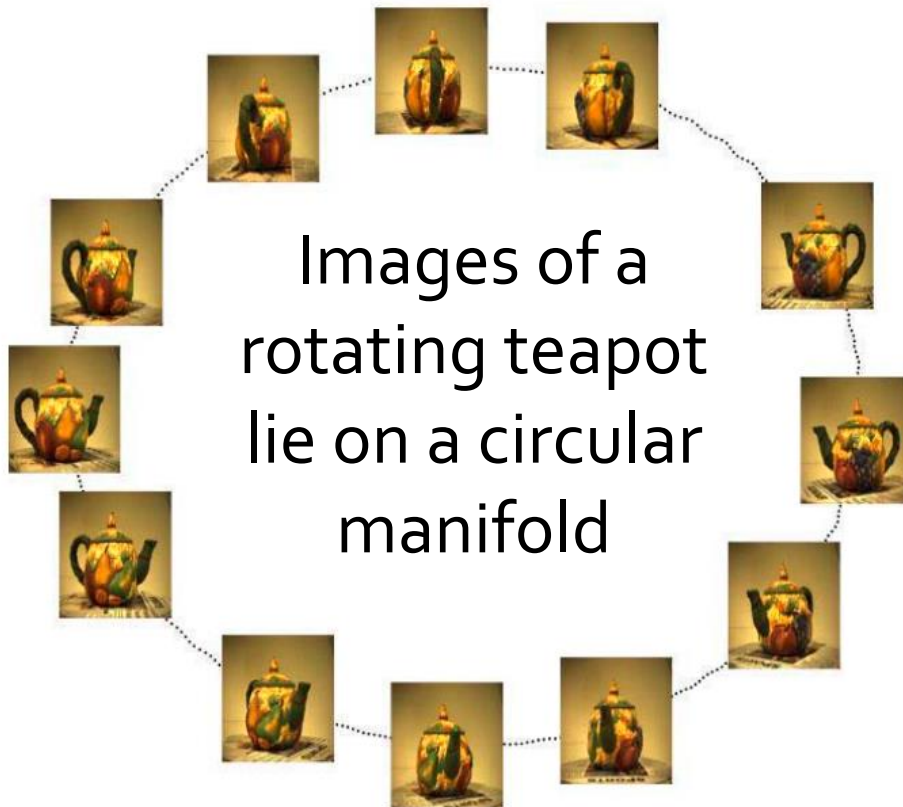 Images of a
rotating teapot
lie on a circular
manifold